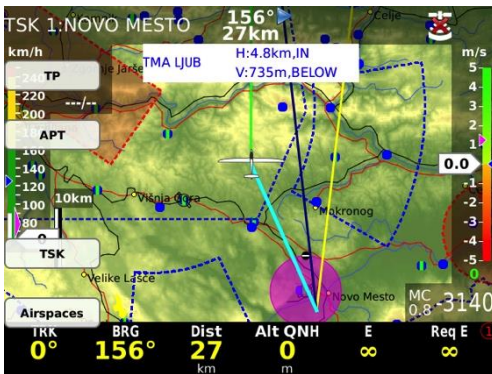 TSK 1:NOVO MESTO
156°
27km
Celje
km/h
TMA LJUB
H:4.8km,IN
V:735m,BELOW
m/s
TP
220
200
--/--
APT
160
140
120
100
80
10km
Višnja Gora
Mokronog
5
4
3
2
1
0.0
-1
-2
-3
-4
-5
0
TSK
Velike Lašče
Novo Mesto
MC
0.8
-3140
Airspaces
TRK
BRG
Dist
Alt QNH
E
Req E
1
0°
156°
27
0
∞
∞
km
m